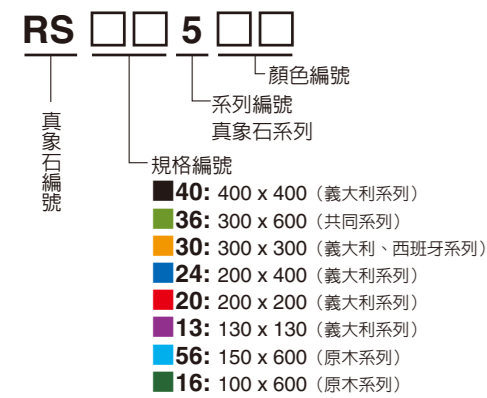 RS □□ 5 □□
顏色編號
系列編號
真象石系列
真象石編號
規格編號
40: 400 x 400（義大利系列）
36: 300 x 600（共同系列）
30: 300 x 300（義大利、西班牙系列）
24: 200 x 400（義大利系列）
20: 200 x 200（義大利系列）
13: 130 x 130（義大利系列）
56: 150 x 600（原木系列）
16: 100 x 600（原木系列）